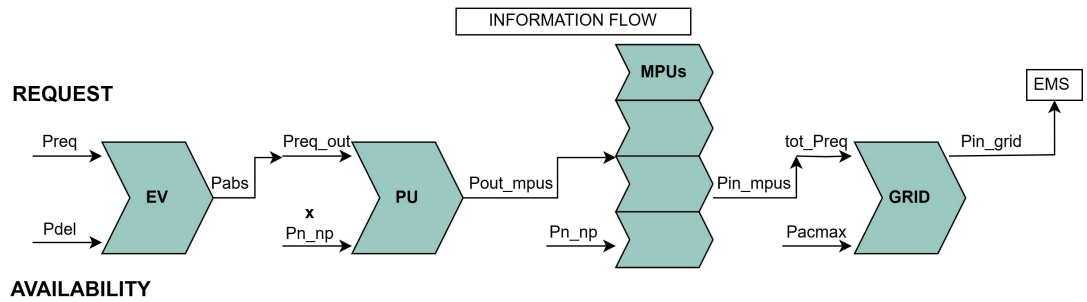 INFORMATION FLOW
MPUs
EMS
REQUEST
Preq
Preq_out
tot_Preq
Pin_grid
EV
Pabs
PU
Pout_mpus
Pin_mpus
GRID
x
Pdel
Pn_np
Pn_np
Pacmax
AVAILABILITY